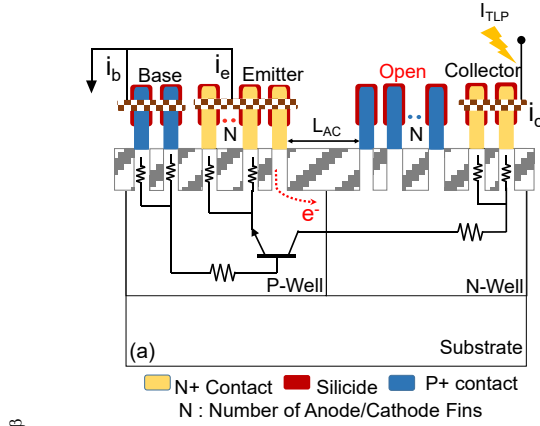 I_TLP
i_b Base i_e Emitter Open Collector
N L_AC N i_c
e-
P-Well N-Well
(a) Substrate
N+ Contact Silicide P+ contact
N : Number of Anode/Cathode Fins
β